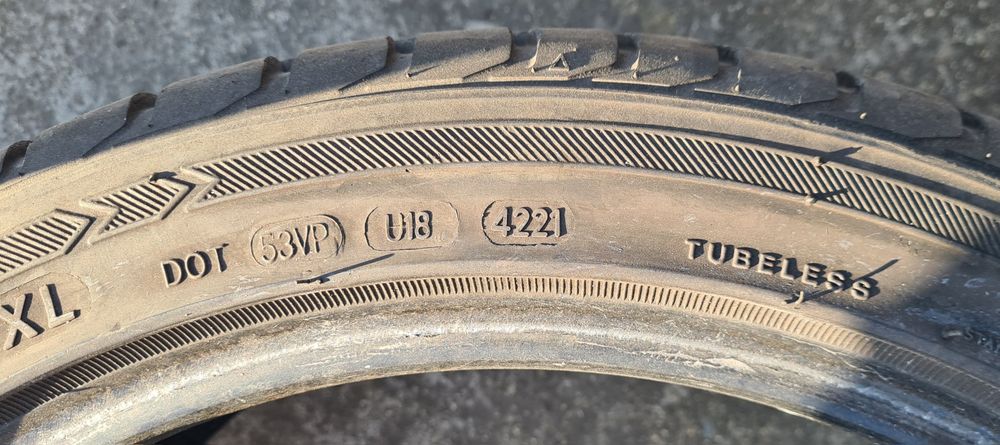 XL
DOT 53VP U18 4221 TUBELESS